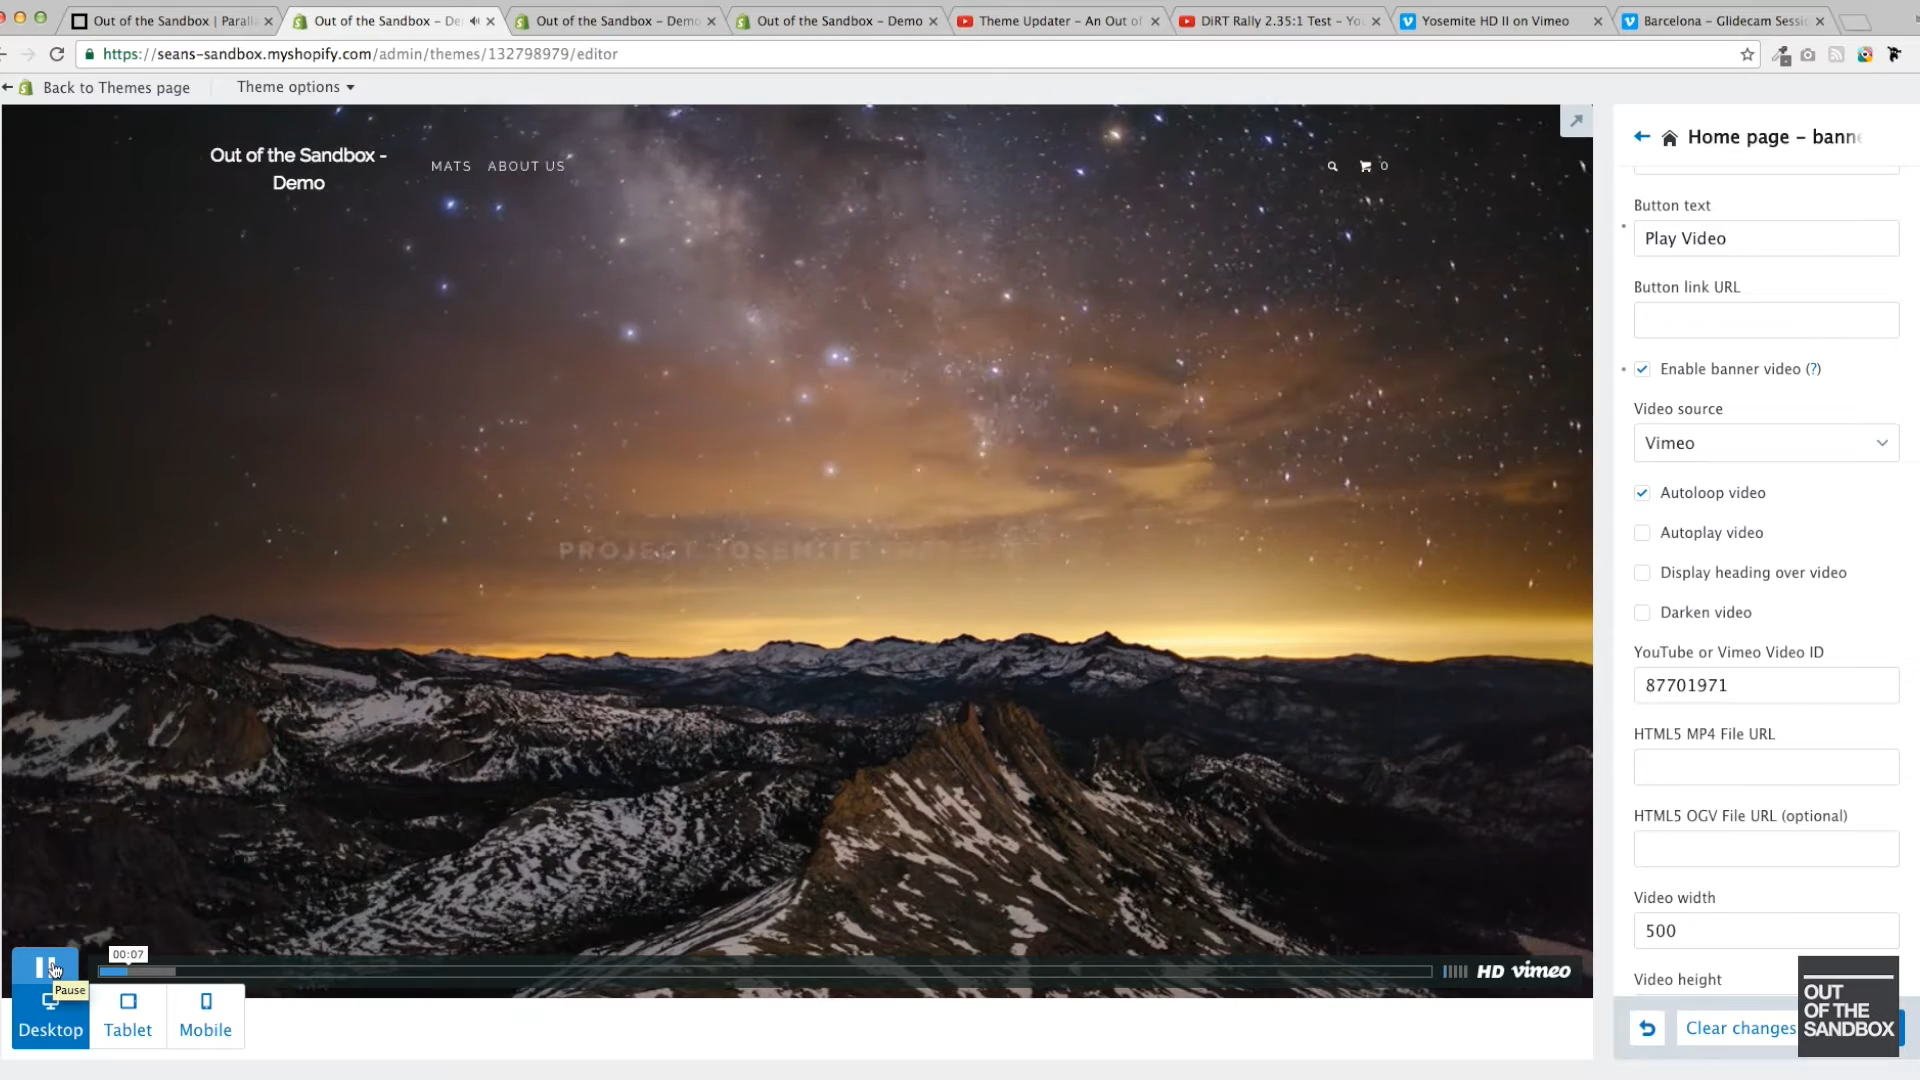 Out of the Sandbox | Paralla
Out of the Sandbox – De
Out of the Sandbox – Demo
Out of the Sandbox – Demo
Theme Updater – An Out of
DiRT Rally 2.35:1 Test – Yo
Yosemite HD II on Vimeo
Barcelona – Glidecam Sessi
https://seans-sandbox.myshopify.com/admin/themes/132798979/editor
Back to Themes page
Theme options
Out of the Sandbox -
Demo
MATS ABOUT US
0
PROJECT YOSEMITE
00:07
Pause
HD vimeo
Desktop
Tablet
Mobile
Home page – bann
Button text
Play Video
Button link URL
Enable banner video (?)
Video source
Vimeo
Autoloop video
Autoplay video
Display heading over video
Darken video
YouTube or Vimeo Video ID
87701971
HTML5 MP4 File URL
HTML5 OGV File URL (optional)
Video width
500
Video height
Clear changes
OUT
OF THE
SANDBOX